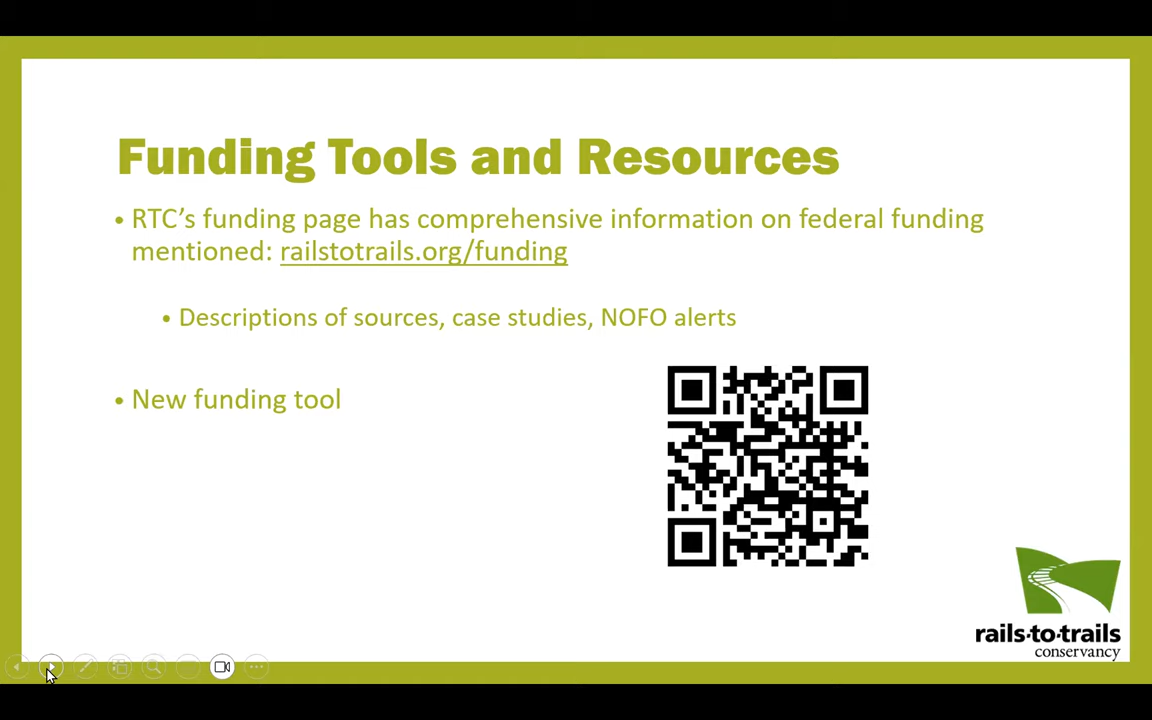 Funding Tools and Resources
• RTC’s funding page has comprehensive information on federal funding
mentioned: railstotrails.org/funding
• Descriptions of sources, case studies, NOFO alerts
• New funding tool
rails·to·trails
conservancy